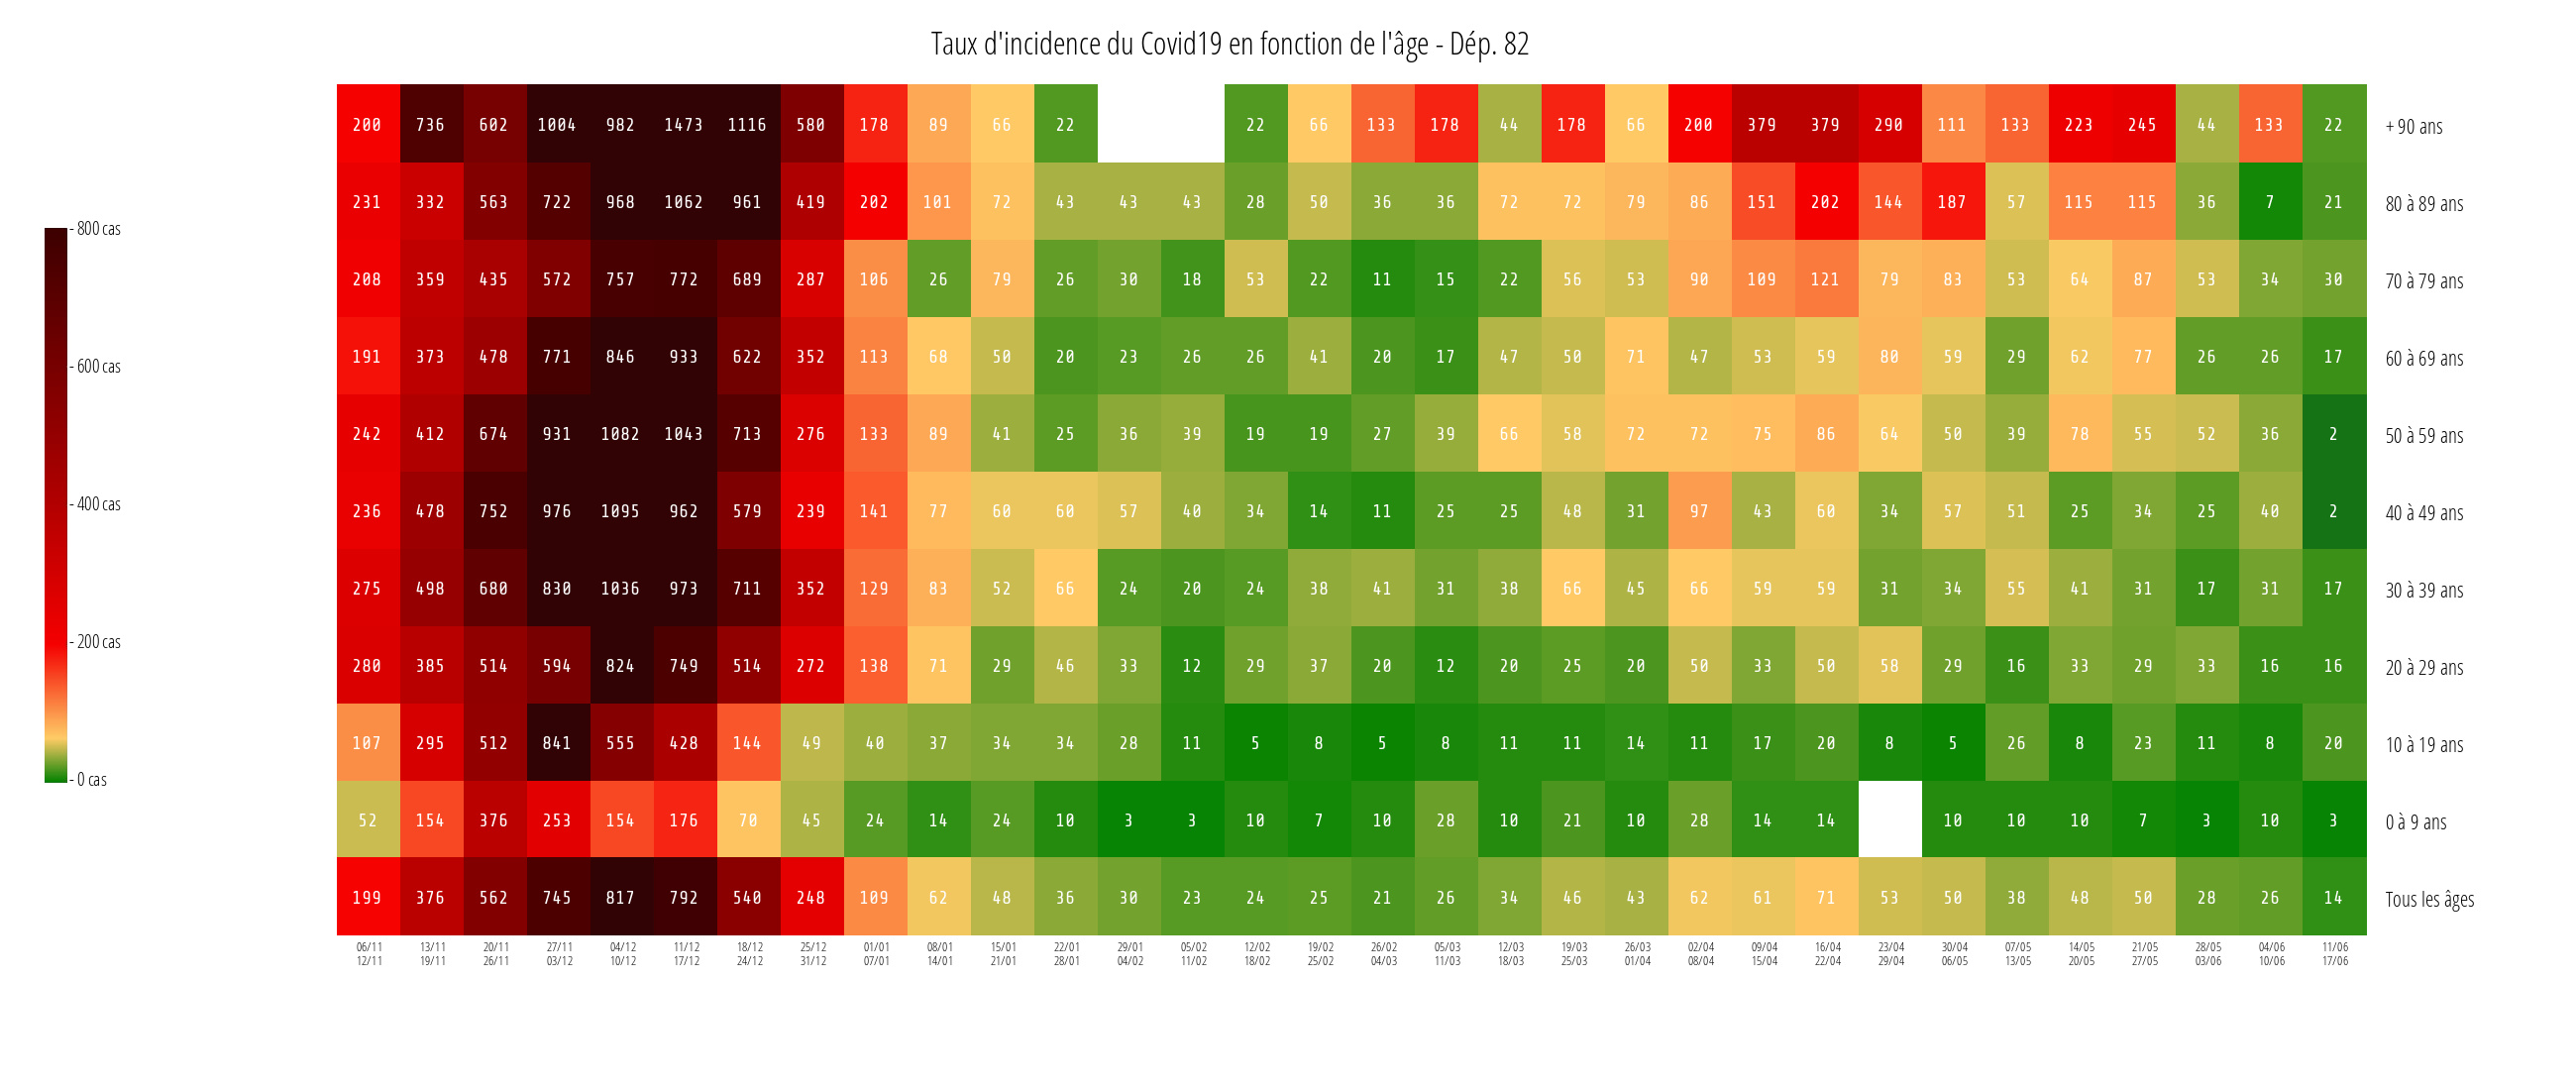 Taux d'incidence du Covid19 en fonction de l'âge - Dép. 82
200 736 602 1004 982 1473 1116 580 178 89 66 22 22 66 133 178 44 178 66 200 379 379 290 111 133 223 245 44 133 22 + 90 ans
231 332 563 722 968 1062 961 419 202 101 72 43 43 43 28 50 36 36 72 72 79 86 151 202 144 187 57 115 115 36 7 21 80 à 89 ans
- 800 cas
208 359 435 572 757 772 689 287 106 26 79 26 30 18 53 22 11 15 22 56 53 90 109 121 79 83 53 64 87 53 34 30 70 à 79 ans
191 373 478 771 846 933 622 352 113 68 50 20 23 26 26 41 20 17 47 50 71 47 53 59 80 59 29 62 77 26 26 17 60 à 69 ans
- 600 cas
242 412 674 931 1082 1043 713 276 133 89 41 25 36 39 19 19 27 39 66 58 72 72 75 86 64 50 39 78 55 52 36 2 50 à 59 ans
- 400 cas
236 478 752 976 1095 962 579 239 141 77 60 60 57 40 34 14 11 25 25 48 31 97 43 60 34 57 51 25 34 25 40 2 40 à 49 ans
275 498 680 830 1036 973 711 352 129 83 52 66 24 20 24 38 41 31 38 66 45 66 59 59 31 34 55 41 31 17 31 17 30 à 39 ans
- 200 cas
280 385 514 594 824 749 514 272 138 71 29 46 33 12 29 37 20 12 20 25 20 50 33 50 58 29 16 33 29 33 16 16 20 à 29 ans
107 295 512 841 555 428 144 49 40 37 34 34 28 11 5 8 5 8 11 11 14 11 17 20 8 5 26 8 23 11 8 20 10 à 19 ans
- 0 cas
52 154 376 253 154 176 70 45 24 14 24 10 3 3 10 7 10 28 10 21 10 28 14 14 10 10 10 7 3 10 3 0 à 9 ans
199 376 562 745 817 792 540 248 109 62 48 36 30 23 24 25 21 26 34 46 43 62 61 71 53 50 38 48 50 28 26 14 Tous les âges
06/11 13/11 20/11 27/11 04/12 11/12 18/12 25/12 01/01 08/01 15/01 22/01 29/01 05/02 12/02 19/02 26/02 05/03 12/03 19/03 26/03 02/04 09/04 16/04 23/04 30/04 07/05 14/05 21/05 28/05 04/06 11/06
12/11 19/11 26/11 03/12 10/12 17/12 24/12 31/12 07/01 14/01 21/01 28/01 04/02 11/02 18/02 25/02 04/03 11/03 18/03 25/03 01/04 08/04 15/04 22/04 29/04 06/05 13/05 20/05 27/05 03/06 10/06 17/06